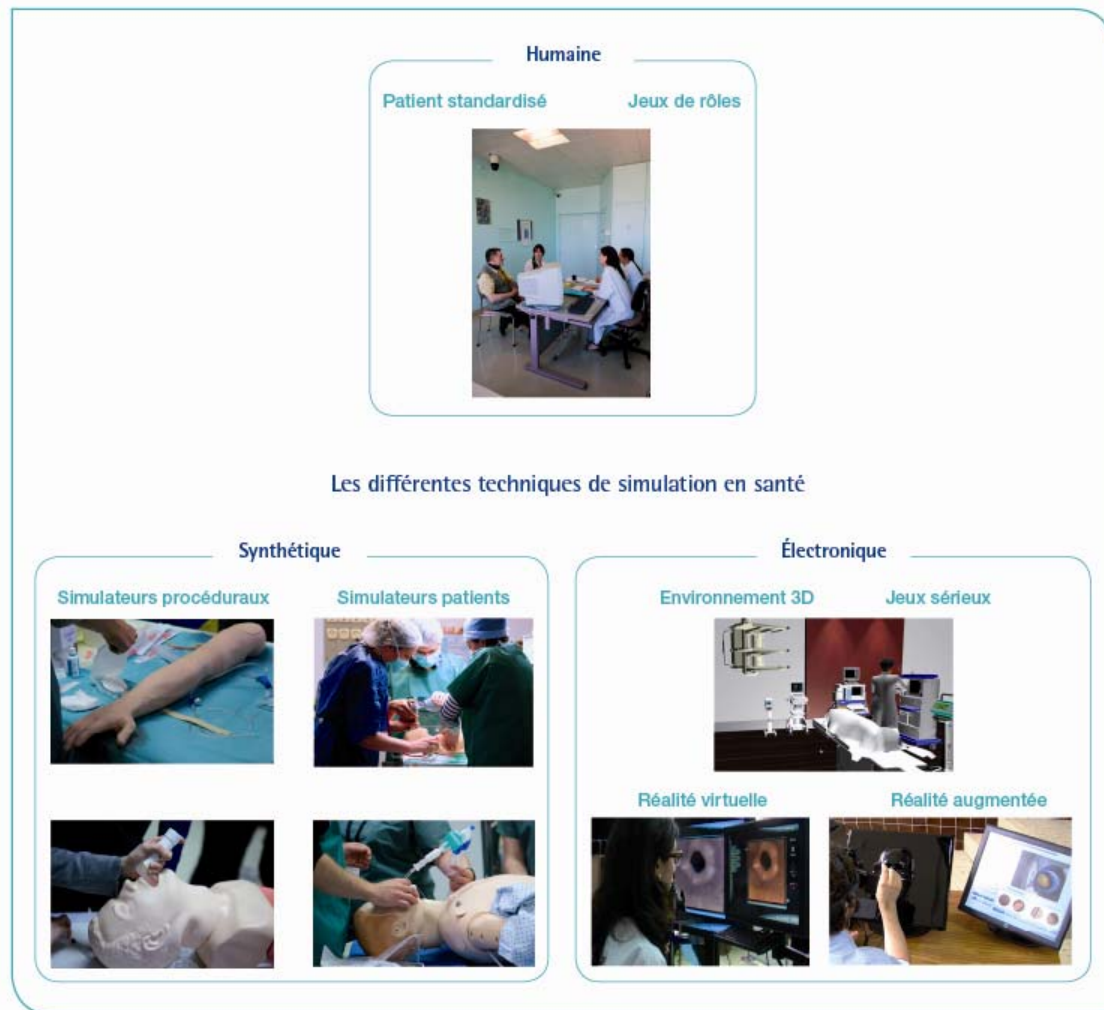 Humaine
Patient standardisé Jeux de rôles
Les différentes techniques de simulation en santé
Synthétique
Simulateurs procéduraux Simulateurs patients
Électronique
Environnement 3D Jeux sérieux
Réalité virtuelle Réalité augmentée